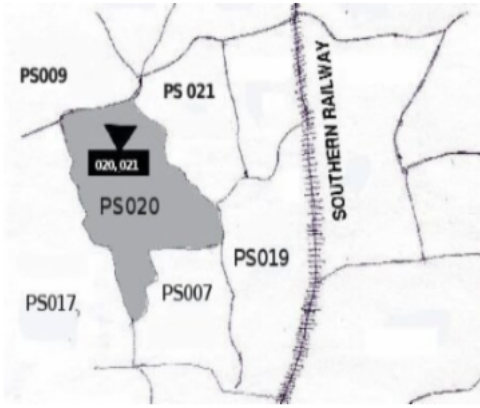 PS009
PS 021
020, 021
PS020
SOUTHERN RAILWAY
PS019
PS007
PS017